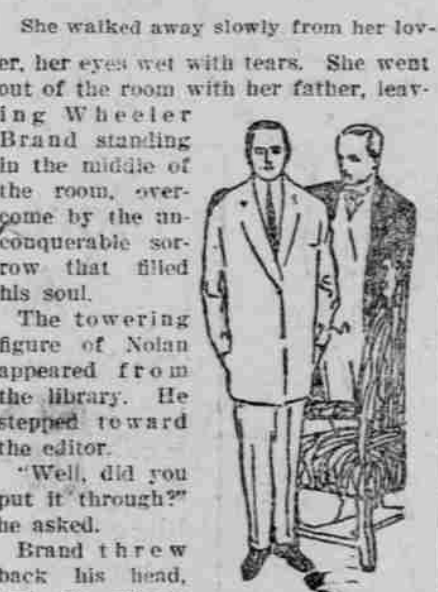 She walked away slowly from her lov-
er, her eyes wet with tears. She went
out of the room with her father, leav-
ing Wheeler
Brand standing
in the middle of
the room, over-
come by the un-
conquerable sor-
row that filled
his soul.
The towering
figure of Nolan
appeared from
the library. He
stepped toward
the editor.
"Well, did you
put it through?"
he asked.
Brand threw
back his head,